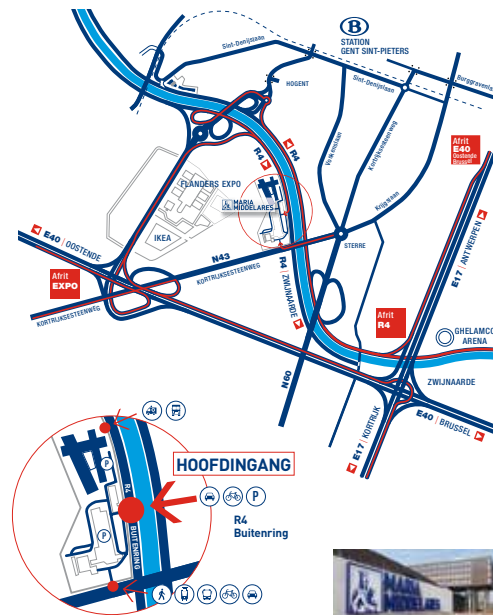 B
STATION
GENT SINT-PIETERS
Sint-Denijslaan
Sint-Denijslaan
Burggravenla
HOGENT
Voskenslaan
Kortrijksesteenweg
Krijgslaan
Afrit
E40
Oostende
Brussel
R4
R4
FLANDERS EXPO
MARIA
MIDDELARES
IKEA
STERRE
N43
KORTRIJKSESTEENWEG
E40 | OOSTENDE
Afrit
EXPO
KORTRIJKSESTEENWEG
R4 | ZWIJNAARDE
E17 | ANTWERPEN
Afrit
R4
GHELAMCO
ARENA
ZWIJNAARDE
N60
E17 | KORTRIJK
E40 | BRUSSEL
HOOFDINGANG
P
R4
BUITENRING
P
P
R4
Buitenring
MARIA
MIDDELARES